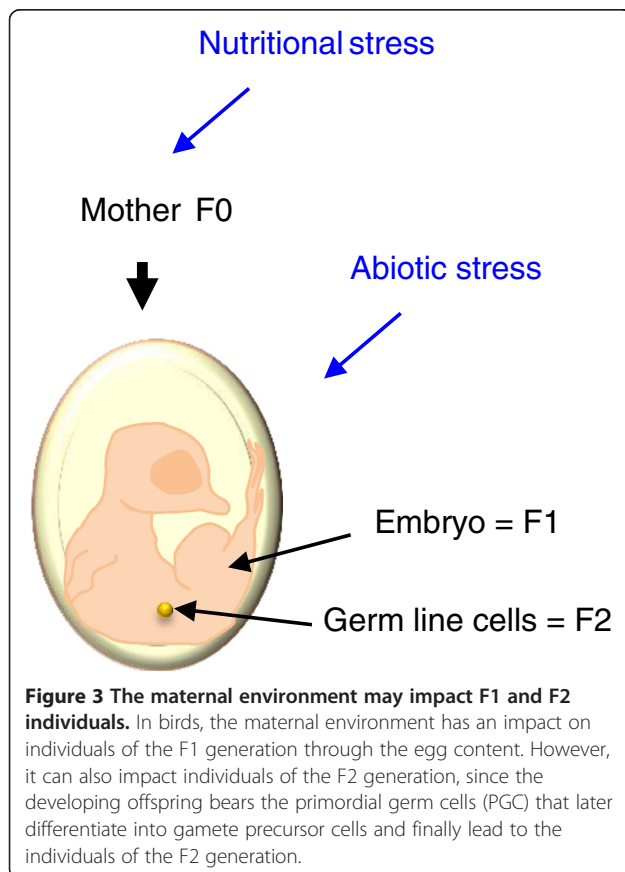 Nutritional stress
Mother F0
Abiotic stress
Embryo = F1
Germ line cells = F2
Figure 3 The maternal environment may impact F1 and F2
individuals. In birds, the maternal environment has an impact on
individuals of the F1 generation through the egg content. However,
it can also impact individuals of the F2 generation, since the
developing offspring bears the primordial germ cells (PGC) that later
differentiate into gamete precursor cells and finally lead to the
individuals of the F2 generation.